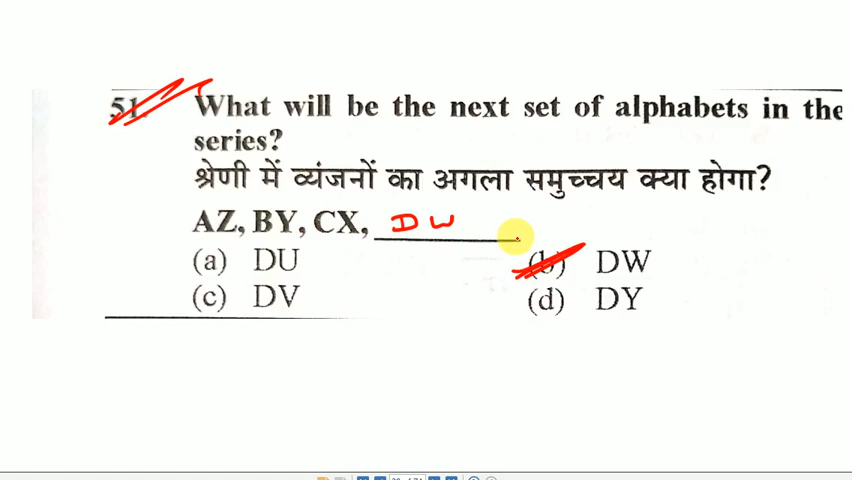 51. What will be the next set of alphabets in the
series?
श्रेणी में व्यंजनों का अगला समुच्चय क्या होगा?
AZ, BY, CX, DW
(a) DU (b) DW
(c) DV (d) DY